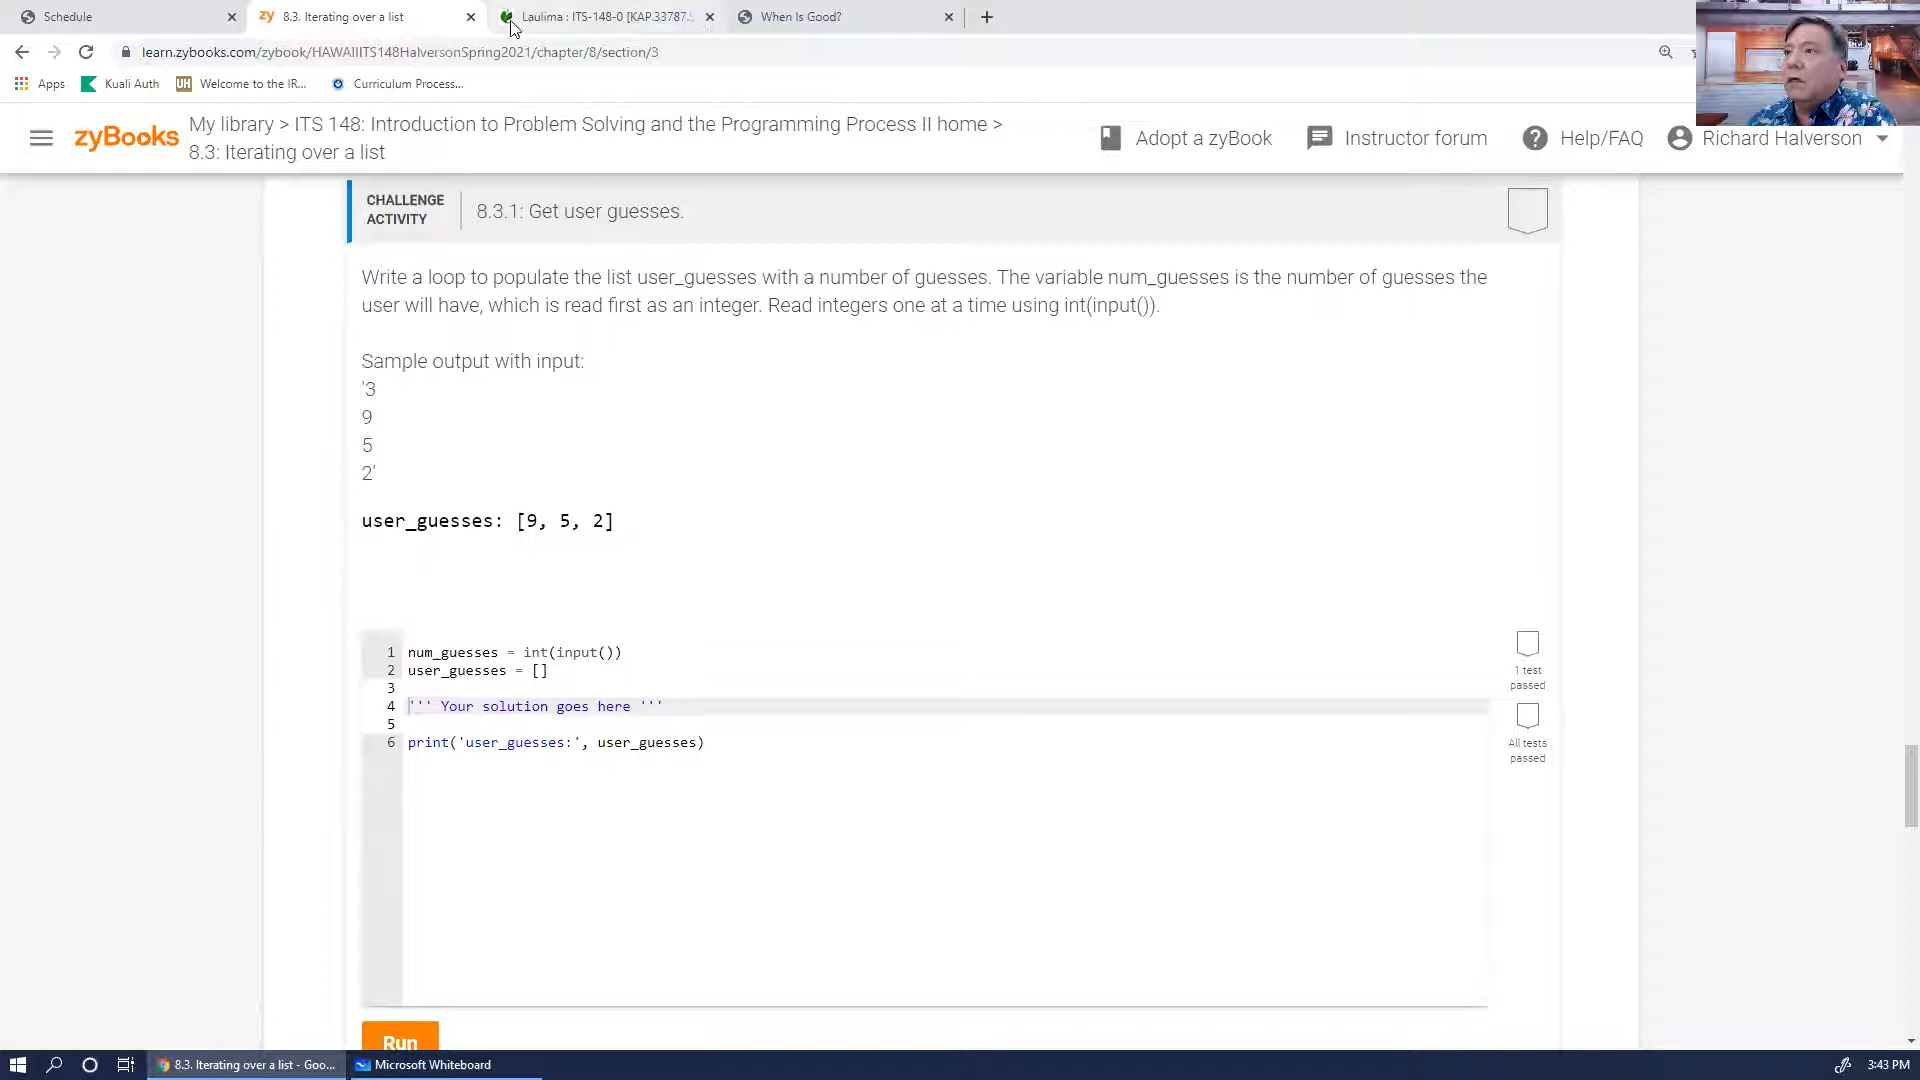 Schedule
zy 8.3. Iterating over a list
Laulima : ITS-148-0 [KAP.33787.
When Is Good?
learn.zybooks.com/zybook/HAWAIIITS148HalversonSpring2021/chapter/8/section/3
Apps
Kuali Auth
UH Welcome to the IR...
Curriculum Process...
zyBooks
My library > ITS 148: Introduction to Problem Solving and the Programming Process II home >
8.3: Iterating over a list
Adopt a zyBook
Instructor forum
? Help/FAQ
Richard Halverson
CHALLENGE
ACTIVITY
8.3.1: Get user guesses.
Write a loop to populate the list user_guesses with a number of guesses. The variable num_guesses is the number of guesses the
user will have, which is read first as an integer. Read integers one at a time using int(input()).
Sample output with input:
'3
9
5
2'
user_guesses: [9, 5, 2]
1 num_guesses = int(input())
2 user_guesses = []
3
4 ''' Your solution goes here '''
5
6 print('user_guesses:', user_guesses)
1 test
passed
All tests
passed
Run
8.3. Iterating over a list - Goo...
Microsoft Whiteboard
3:43 PM